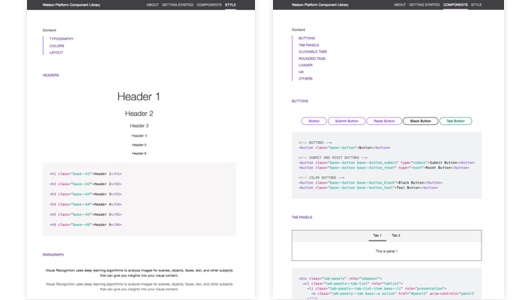 Watson Platform Component Library
ABOUT GETTING STARTED COMPONENTS STYLE
Content
TYPOGRAPHY
COLORS
LAYOUT
HEADERS
Header 1
Header 2
Header 3
Header 4
Header 5
Header 6
<h1 class="base--h1">Header 1</h1>
<h2 class="base--h2">Header 2</h2>
<h3 class="base--h3">Header 3</h3>
<h4 class="base--h4">Header 4</h4>
<h5 class="base--h5">Header 5</h5>
<h6 class="base--h6">Header 6</h6>
PARAGRAPH
Visual Recognition uses deep learning algorithms to analyze images for scenes, objects, faces, text, and other subjects
that can give you insights into your visual content.
Visual Recognition uses deep learning algorithms to analyze images for scenes, objects, faces, text, and other subjects
that can give you insights into your visual content.
Watson Platform Component Library
ABOUT GETTING STARTED COMPONENTS STYLE
Content
BUTTONS
TAB PANELS
CLICKABLE TABS
ROUNDED TAGS
LOADER
OTHERS
BUTTONS
Button Submit Button Reset Button Black Button Teal Button
<!-- BUTTONS -->
<button class="base--button">Button</button>
<!-- SUBMIT AND RESET BUTTONS -->
<button class="base--button base--button_submit" type="submit">Submit Button</button>
<button class="base--button base--button_reset" type="reset">Reset Button</button>
<!-- COLOR BUTTONS -->
<button class="base--button base--button_black">Black Button</button>
<button class="base--button base--button_teal">Teal Button</button>
TAB PANELS
Tab 1 Tab 2
This is panel 1
<div class="tab-panels" role="tabpanel">
<ul class="tab-panels--tab-list" role="tablist">
<li class="tab-panels--tab-list-item base--li" role="presentation">
<a class="tab-panels--tab base--a active" href="#panel1" aria-controls="panel1"